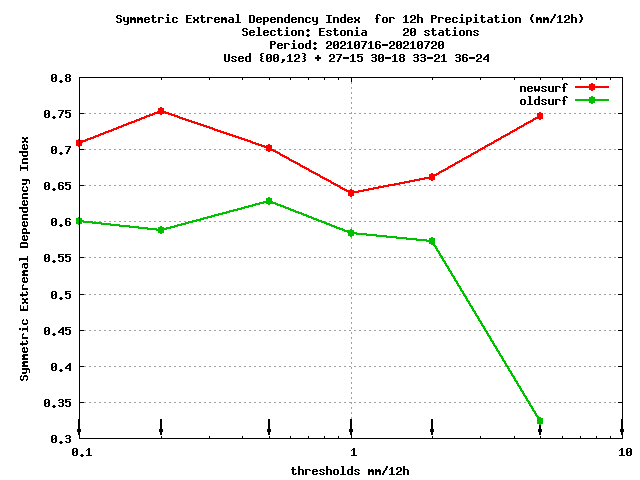 Symmetric Extremal Dependency Index  for 12h Precipitation (mm/12h)
Selection: Estonia     20 stations
Period: 20210716-20210720
Used {00,12} + 27-15 30-18 33-21 36-24
newsurf
oldsurf
Symmetric Extremal Dependency Index
0.8
0.75
0.7
0.65
0.6
0.55
0.5
0.45
0.4
0.35
0.3
0.1 1 10
thresholds mm/12h